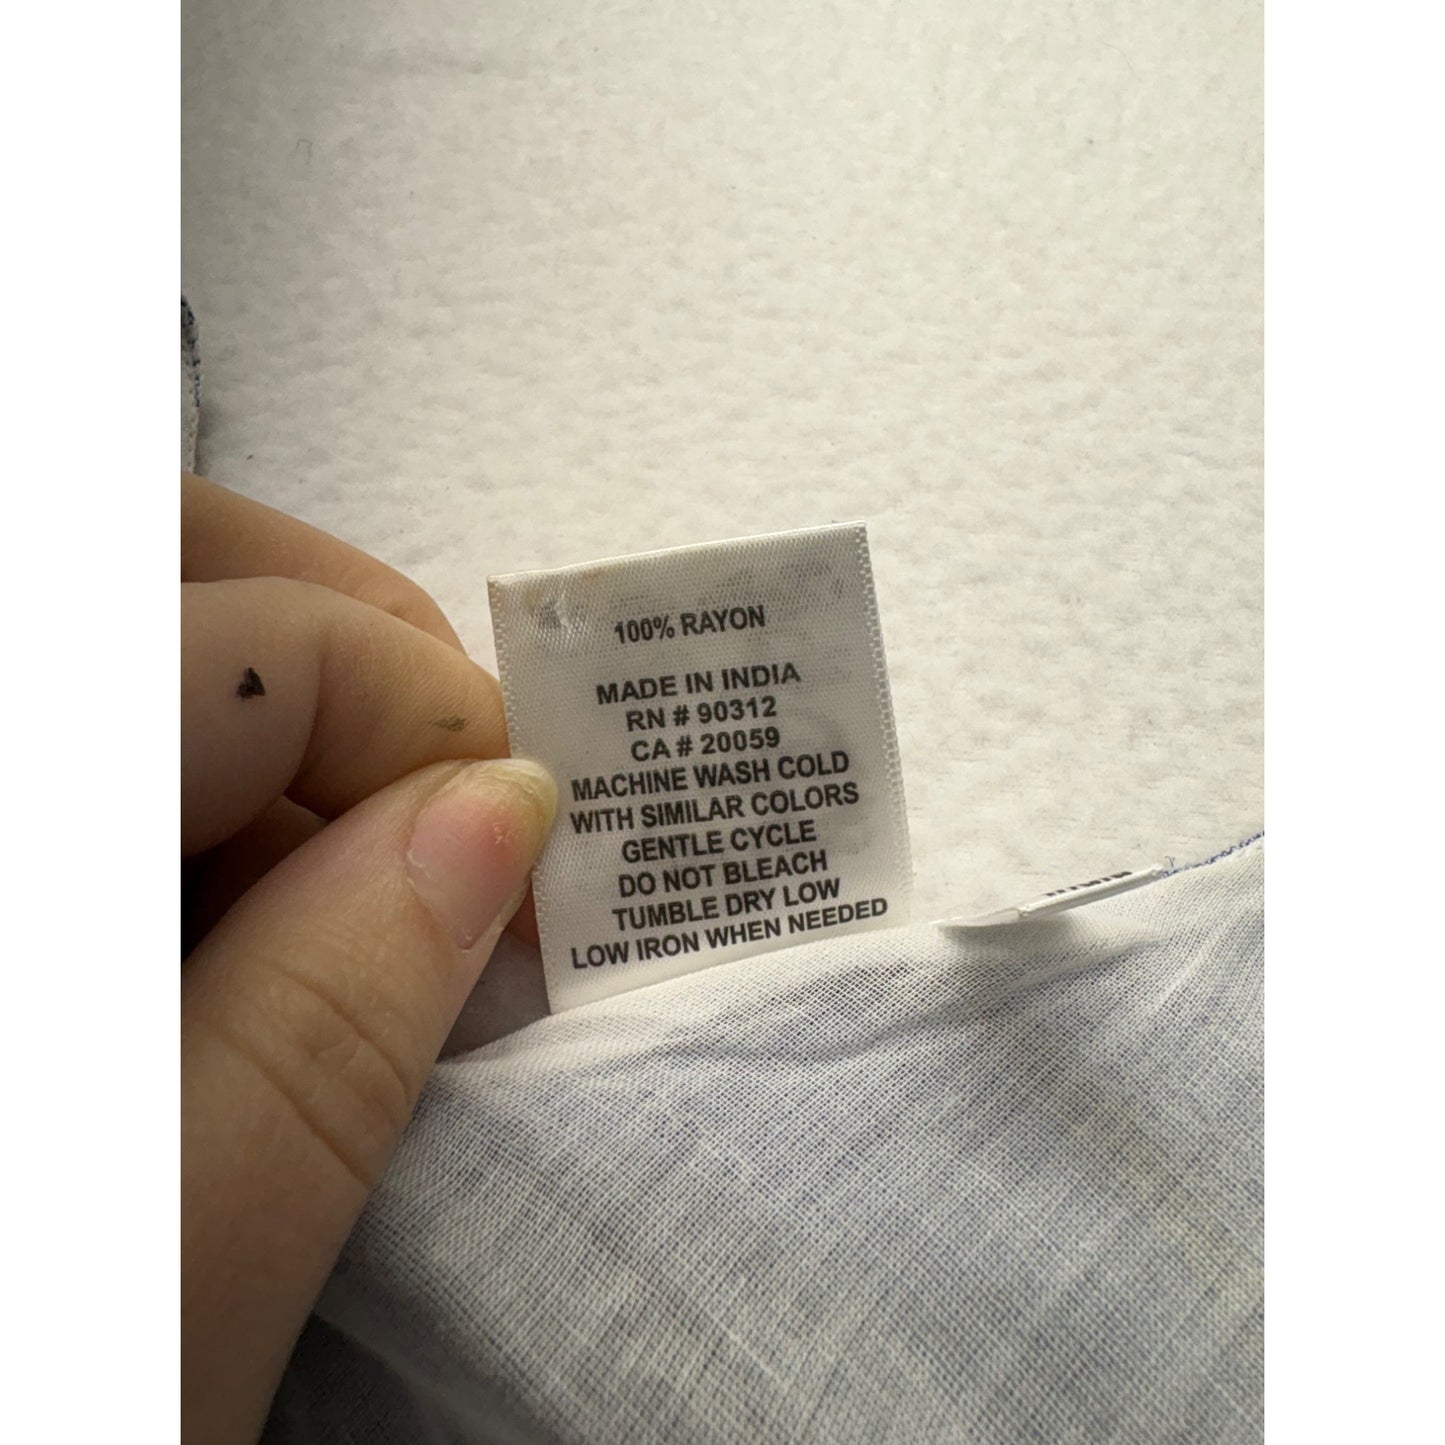 100% RAYON
MADE IN INDIA
RN # 90312
CA # 20059
MACHINE WASH COLD
WITH SIMILAR COLORS
GENTLE CYCLE
DO NOT BLEACH
TUMBLE DRY LOW
LOW IRON WHEN NEEDED